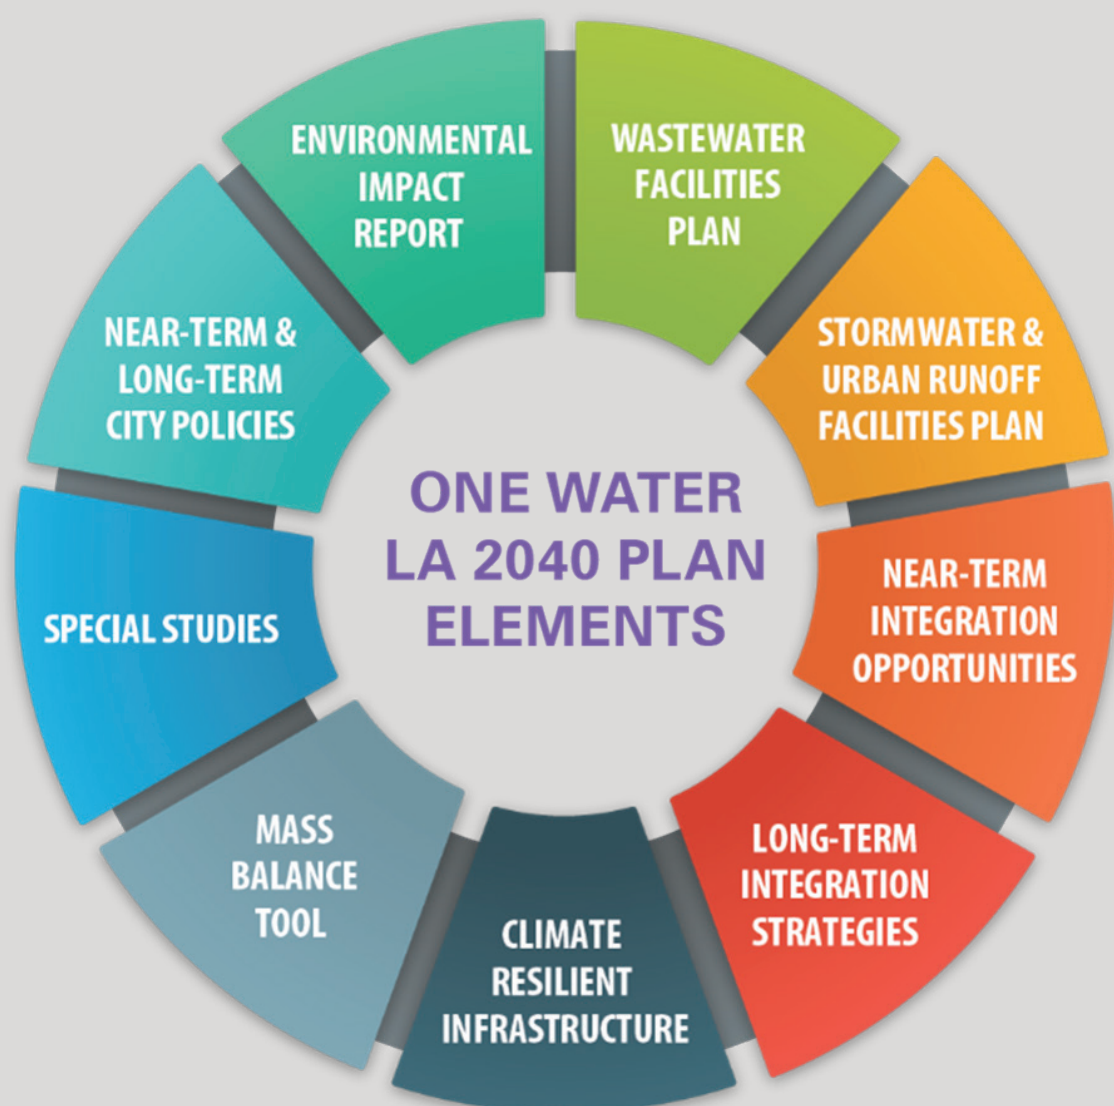 ENVIRONMENTAL
IMPACT
REPORT
WASTEWATER
FACILITIES
PLAN
STORMWATER &
URBAN RUNOFF
FACILITIES PLAN
NEAR-TERM
INTEGRATION
OPPORTUNITIES
LONG-TERM
INTEGRATION
STRATEGIES
CLIMATE
RESILIENT
INFRASTRUCTURE
MASS
BALANCE
TOOL
SPECIAL STUDIES
NEAR-TERM &
LONG-TERM
CITY POLICIES
ONE WATER
LA 2040 PLAN
ELEMENTS